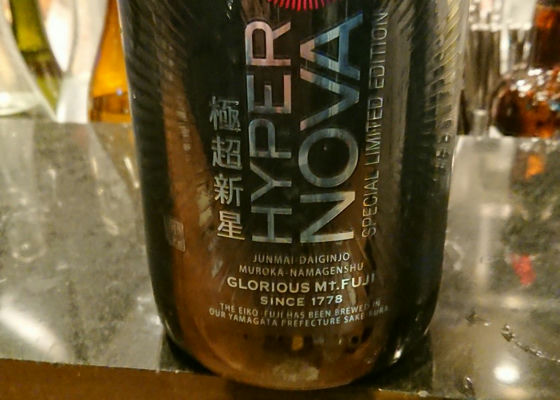 極超新星
HYPER
NOVA
SPECIAL LIMITED EDITION
JUNMAI-DAIGINJO
MUROKA-NAMAGENSHU
GLORIOUS Mt.FUJI
SINCE 1778
THE EIKO FUJI HAS BEEN BREWED IN
OUR YAMAGATA PREFECTURE SAKE KURA